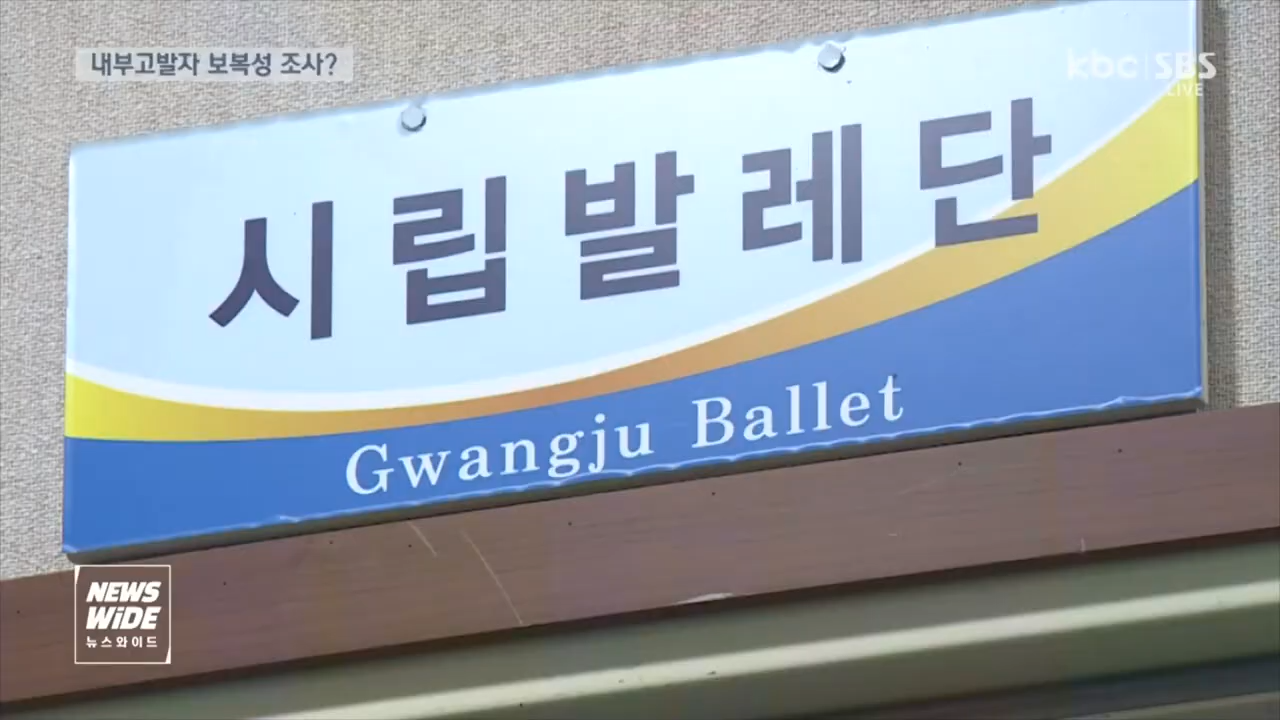 내부고발자 보복성 조사?
kbc SBS
LIVE
시립발레단
Gwangju Ballet
NEWS
WiDE
뉴스와이드